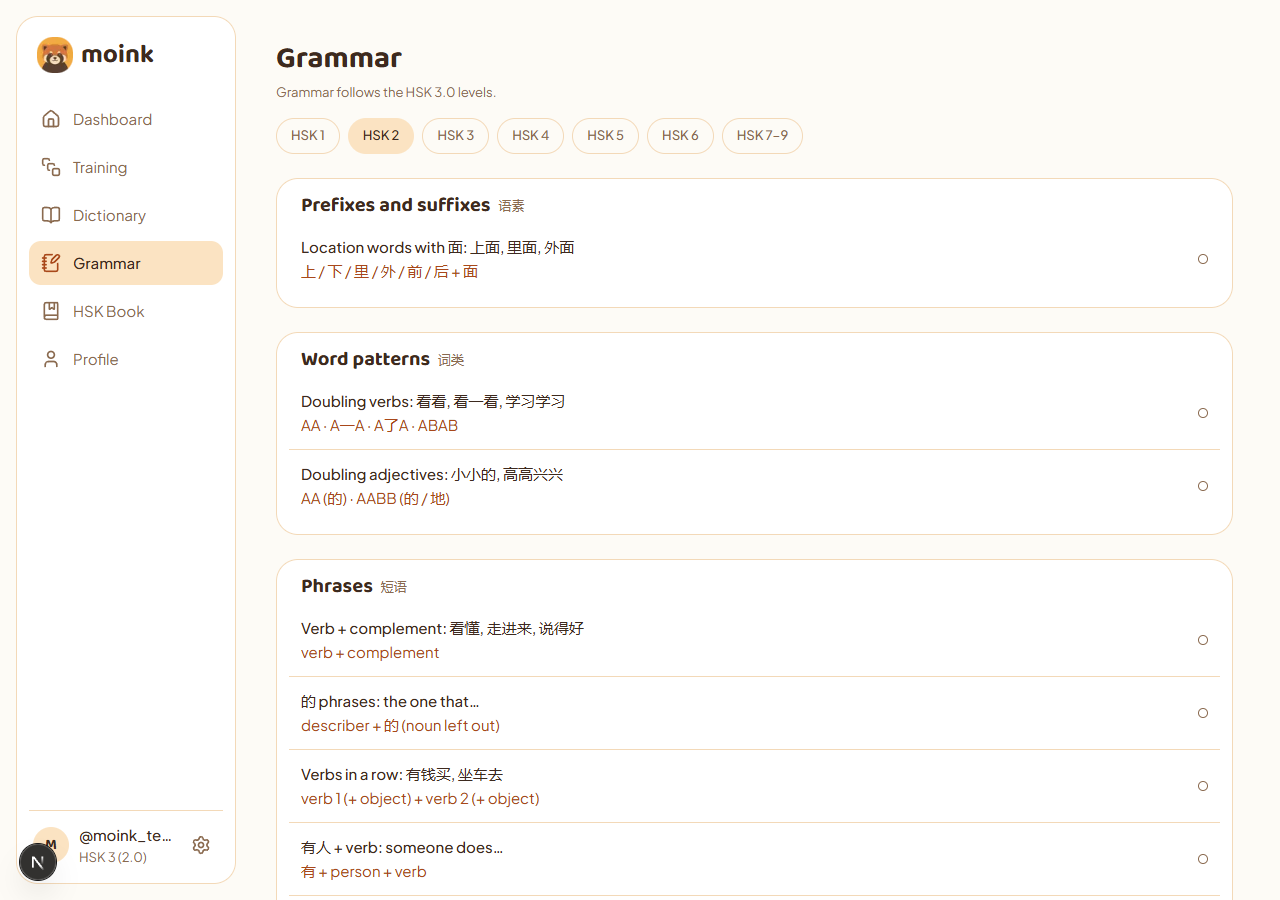 moink
Dashboard
Training
Dictionary
Grammar
HSK Book
Profile
M
@moink_te...
HSK 3 (2.0)
N
Grammar
Grammar follows the HSK 3.0 levels.
HSK 1
HSK 2
HSK 3
HSK 4
HSK 5
HSK 6
HSK 7–9
Prefixes and suffixes 语素
Location words with 面: 上面, 里面, 外面
上 / 下 / 里 / 外 / 前 / 后 + 面
Word patterns 词类
Doubling verbs: 看看, 看一看, 学习学习
AA · A一A · A了A · ABAB
Doubling adjectives: 小小的, 高高兴兴
AA (的) · AABB (的 / 地)
Phrases 短语
Verb + complement: 看懂, 走进来, 说得好
verb + complement
的 phrases: the one that...
describer + 的 (noun left out)
Verbs in a row: 有钱买, 坐车去
verb 1 (+ object) + verb 2 (+ object)
有人 + verb: someone does...
有 + person + verb